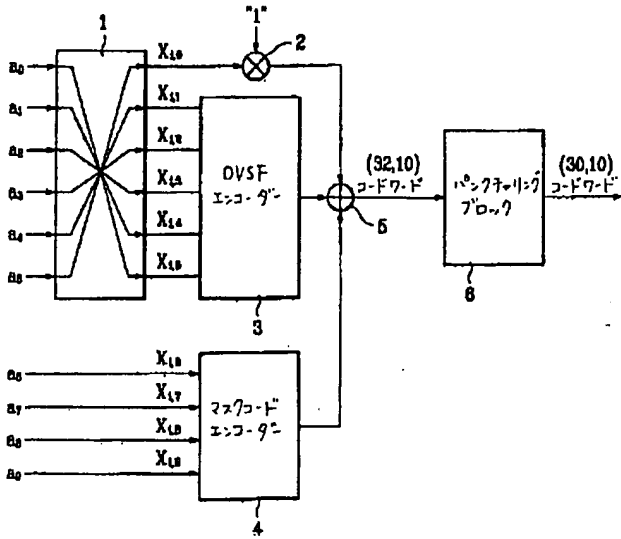 "1"
1
2
a₀
X₁,₀
a₁
X₁,₁
a₂
X₁,₂
a₃
X₁,₃
a₄
X₁,₄
a₅
X₁,₅
OVSF
エンコーダー
3
5
(32,10)
コードワード
パンクチャリング
ブロック
6
(30,10)
コードワード
a₆
X₁,₆
a₇
X₁,₇
a₈
X₁,₈
a₉
X₁,₉
マスクコード
エンコーダー
4